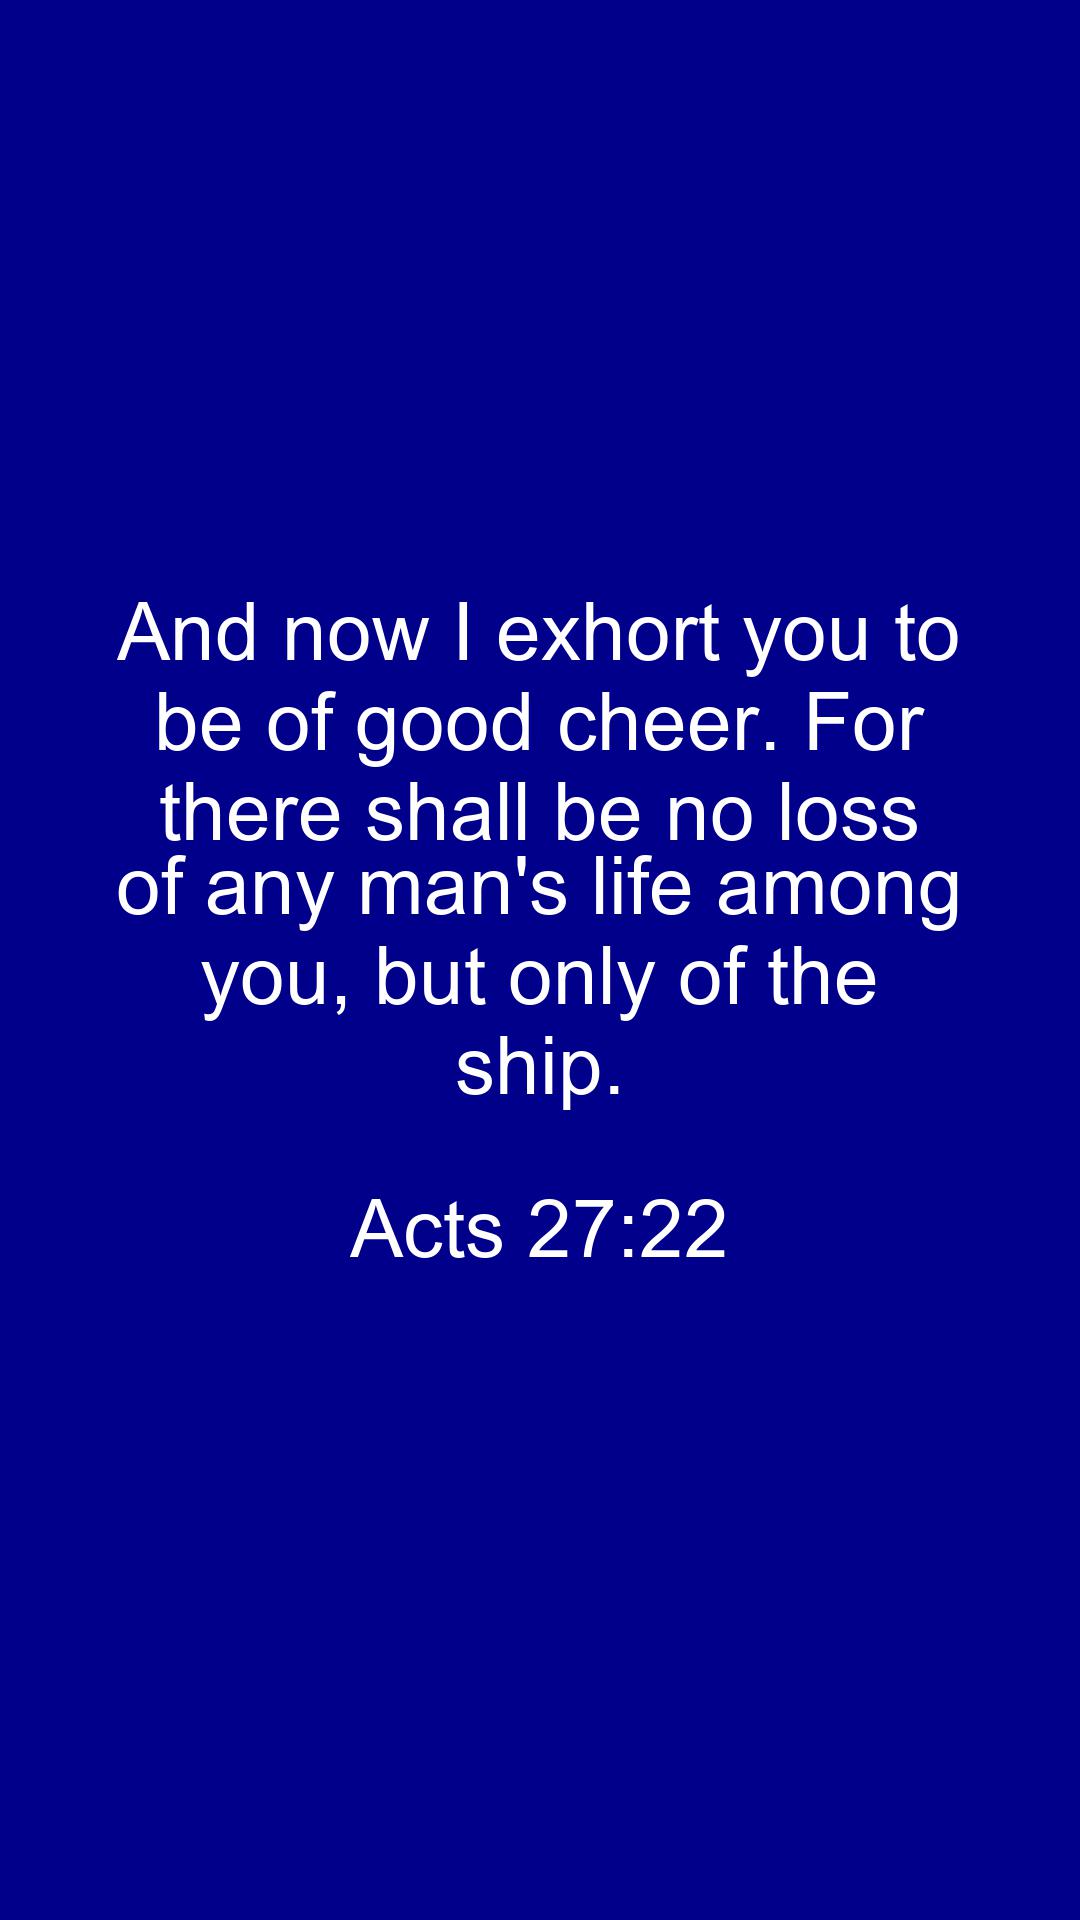 And now I exhort you to
be of good cheer. For
there shall be no loss
of any man's life among
you, but only of the
ship.
Acts 27:22